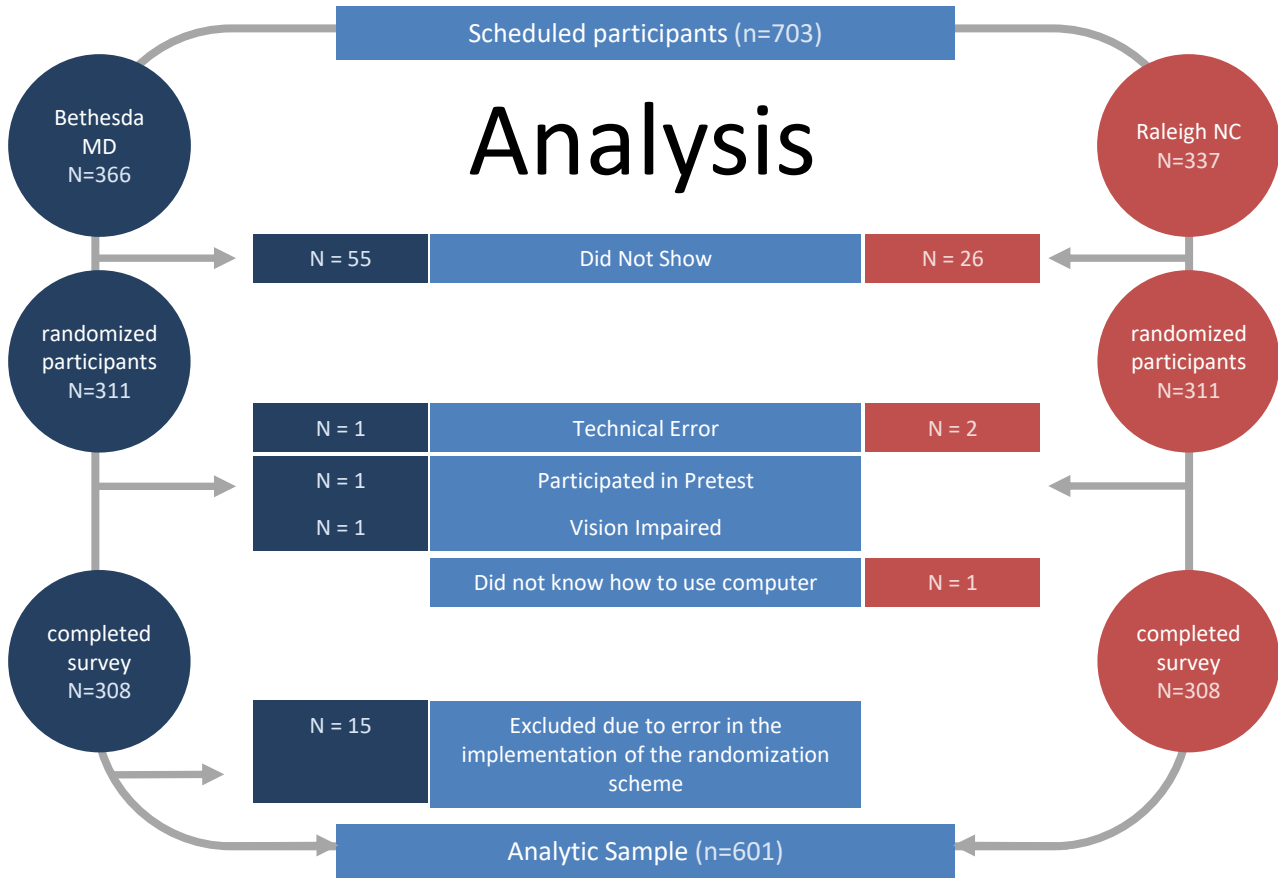 Scheduled participants (n=703)
Analysis
Bethesda
MD
N=366
Raleigh NC
N=337
N = 55
Did Not Show
N = 26
randomized
participants
N=311
randomized
participants
N=311
N = 1
Technical Error
N = 2
N = 1
Participated in Pretest
N = 1
Vision Impaired
Did not know how to use computer
N = 1
completed
survey
N=308
completed
survey
N=308
N = 15
Excluded due to error in the
implementation of the randomization
scheme
Analytic Sample (n=601)